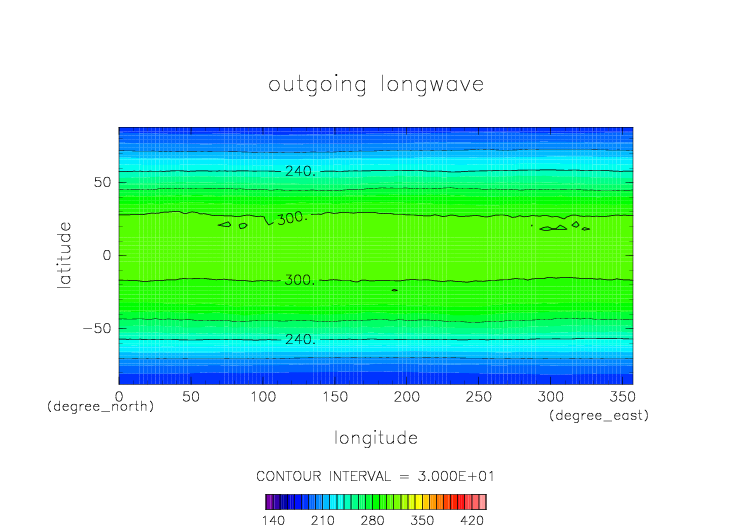 outgoing longwave
latitude
50
0
−50
240.
300.
300.
240.
0 50 100 150 200 250 300 350
(degree_north)
(degree_east)
longitude
CONTOUR INTERVAL = 3.000E+01
140 210 280 350 420